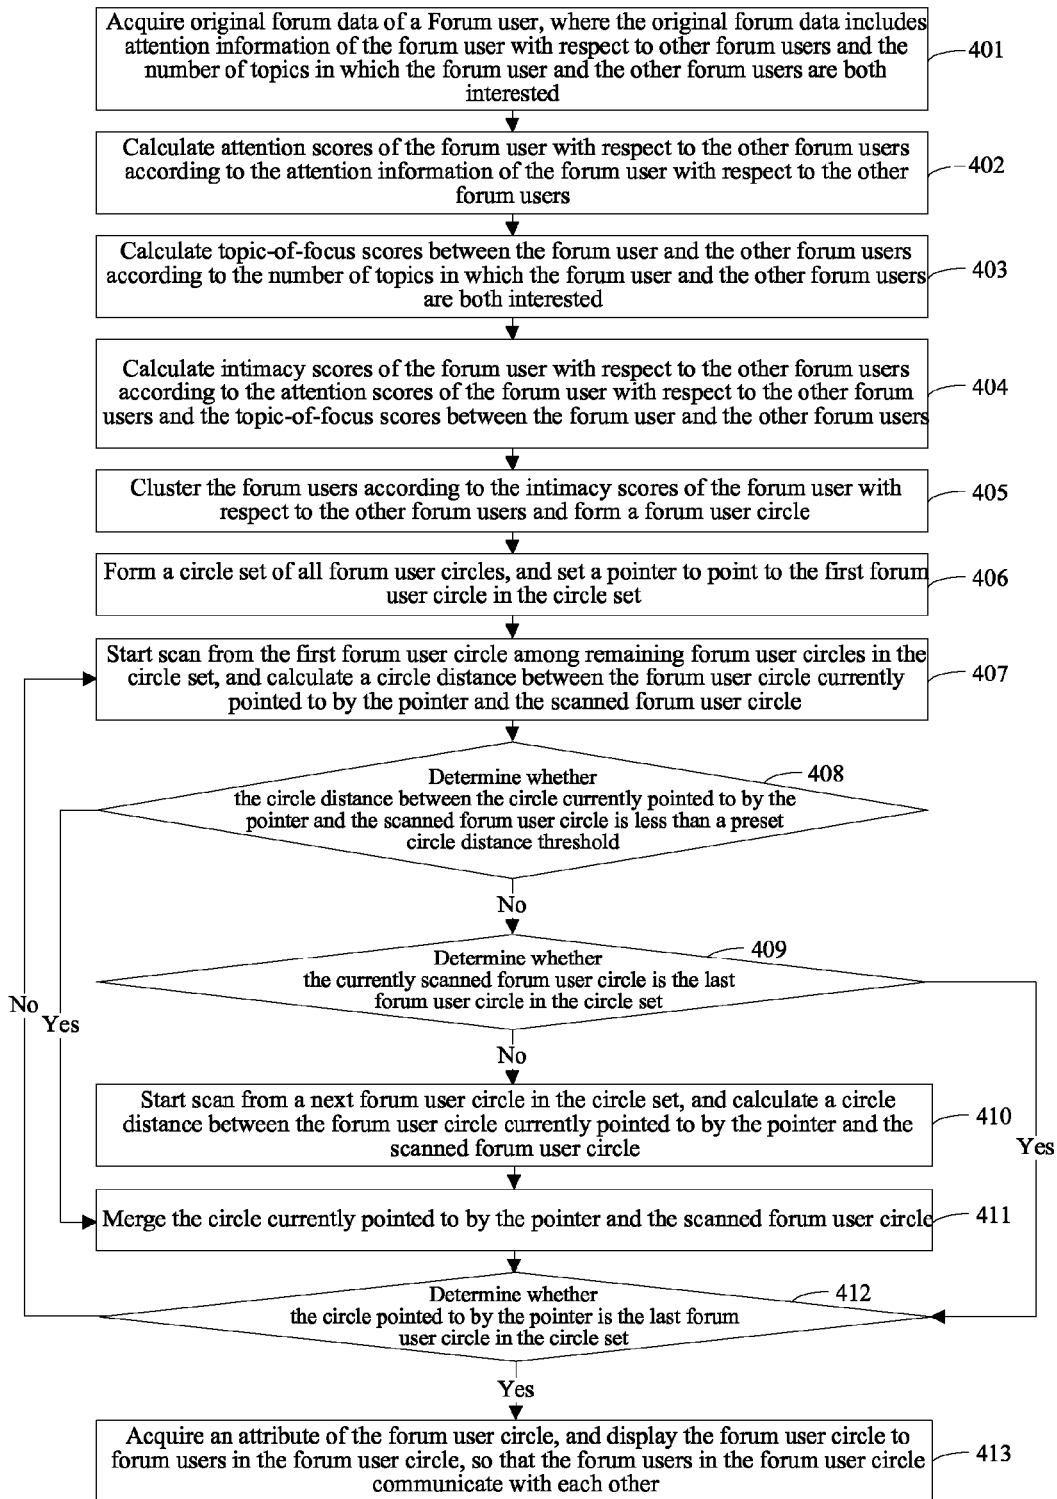 Acquire original forum data of a Forum user, where the original forum data includes
attention information of the forum user with respect to other forum users and the
number of topics in which the forum user and the other forum users are both
interested
401
Calculate attention scores of the forum user with respect to the other forum users
according to the attention information of the forum user with respect to the other
forum users
402
Calculate topic-of-focus scores between the forum user and the other forum users
according to the number of topics in which the forum user and the other forum users
are both interested
403
Calculate intimacy scores of the forum user with respect to the other forum users
according to the attention scores of the forum user with respect to the other forum
users and the topic-of-focus scores between the forum user and the other forum users
404
Cluster the forum users according to the intimacy scores of the forum user with
respect to the other forum users and form a forum user circle
405
Form a circle set of all forum user circles, and set a pointer to point to the first forum
user circle in the circle set
406
Start scan from the first forum user circle among remaining forum user circles in the
circle set, and calculate a circle distance between the forum user circle currently
pointed to by the pointer and the scanned forum user circle
407
Determine whether
the circle distance between the circle currently pointed to by the
pointer and the scanned forum user circle is less than a preset
circle distance threshold
408
No
Determine whether
the currently scanned forum user circle is the last
forum user circle in the circle set
409
No
Yes
No
Start scan from a next forum user circle in the circle set, and calculate a circle
distance between the forum user circle currently pointed to by the pointer and the
scanned forum user circle
410
Yes
Merge the circle currently pointed to by the pointer and the scanned forum user circle
411
Determine whether
the circle pointed to by the pointer is the last forum
user circle in the circle set
412
Yes
Acquire an attribute of the forum user circle, and display the forum user circle to
forum users in the forum user circle, so that the forum users in the forum user circle
communicate with each other
413